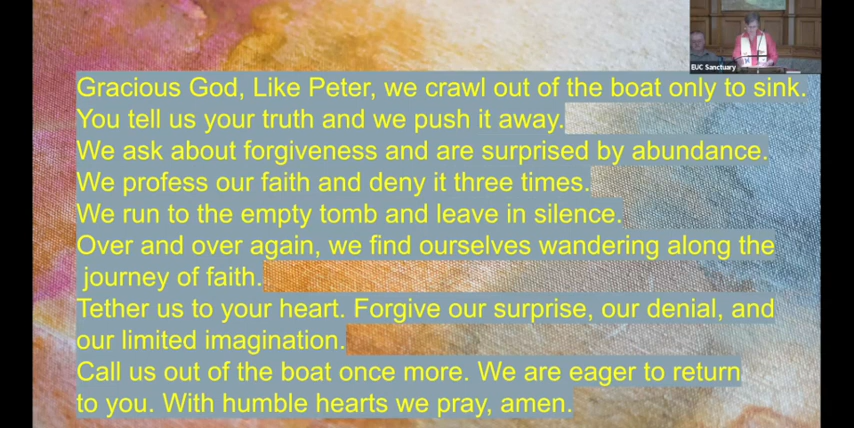 EUC Sanctuary
Gracious God, Like Peter, we crawl out of the boat only to sink.
You tell us your truth and we push it away.
We ask about forgiveness and are surprised by abundance.
We profess our faith and deny it three times.
We run to the empty tomb and leave in silence.
Over and over again, we find ourselves wandering along the
journey of faith.
Tether us to your heart. Forgive our surprise, our denial, and
our limited imagination.
Call us out of the boat once more. We are eager to return
to you. With humble hearts we pray, amen.